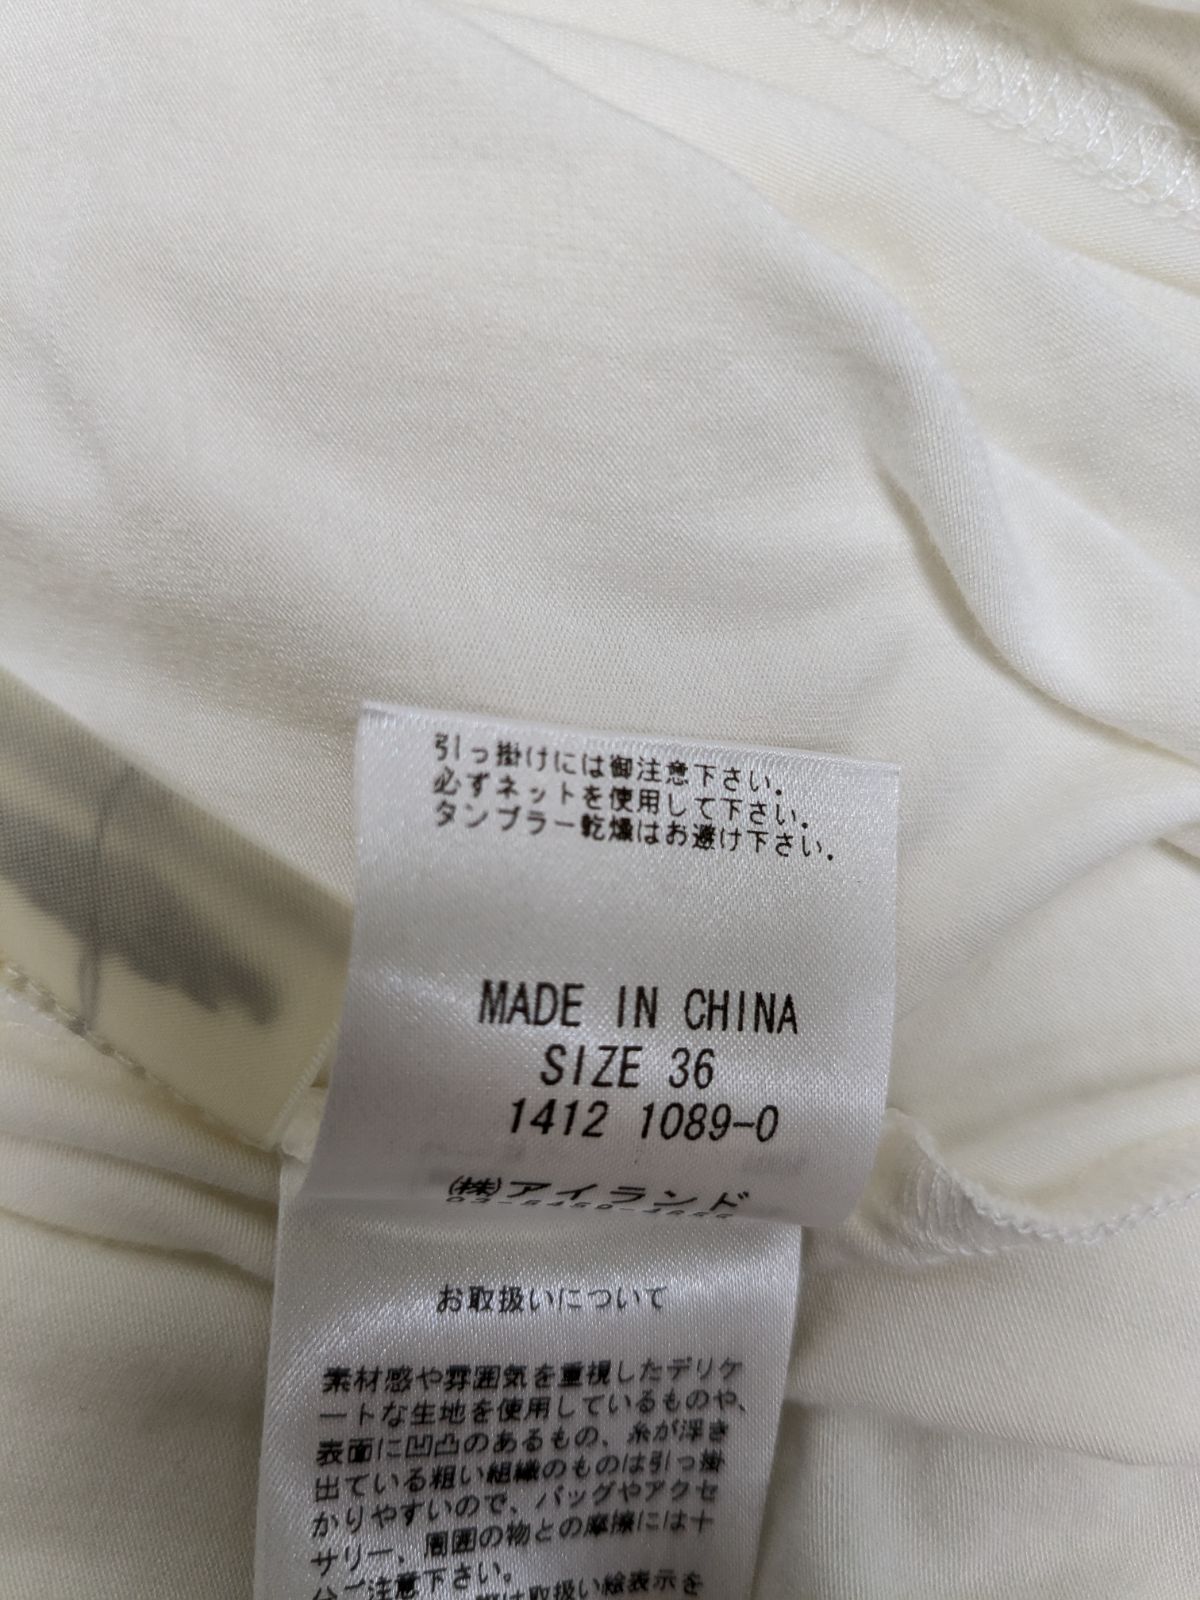 引っ掛けには御注意下さい.
必ずネットを使用して下さい.
タンブラー乾燥はお避け下さい.
MADE IN CHINA
SIZE 36
1412 1089-0
㈱アイランド
お取扱いについて
素材感や雰囲気を重視したデリケ
ートな生地を使用しているものや、
表面に凹凸のあるもの、糸が浮き
出ている粗い組織のものは引っ掛
かりやすいので、バッグやアクセ
サリー、周囲の物との摩擦には十
分ご注意下さい。
取扱い絵表示を